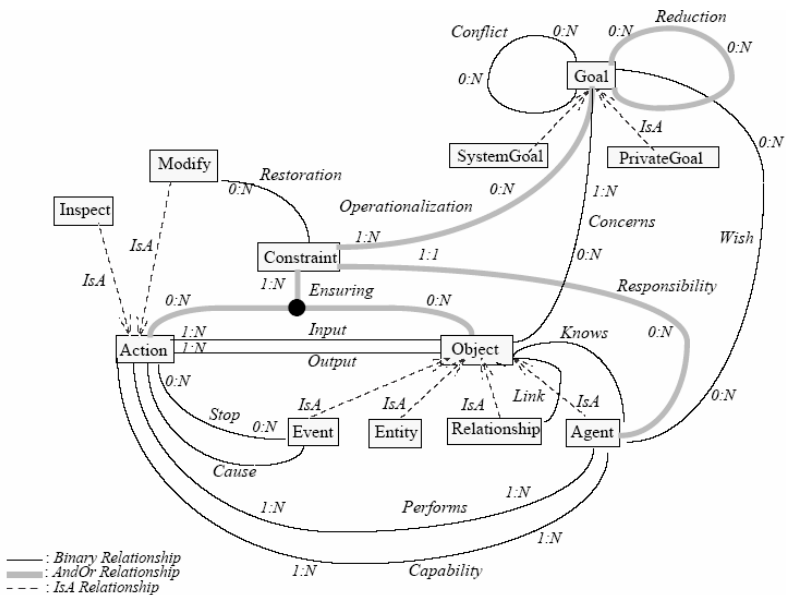 Reduction
Conflict
0:N
0:N
0:N
0:N
Goal
IsA
0:N
SystemGoal
PrivateGoal
Modify
Restoration
0:N
0:N
1:N
Operationalization
Inspect
Concerns
Wish
1:N
1:1
IsA
Constraint
0:N
IsA
1:N
Ensuring
Responsibility
0:N
0:N
0:N
1:N
Input
Knows
Action
1:N
Object
Output
0:N
IsA
IsA
IsA
Link
IsA
0:N
Stop
0:N
Event
Entity
Relationship
Agent
Cause
1:N
Performs
1:N
1:N
1:N
Capability
: Binary Relationship
: AndOr Relationship
: IsA Relationship